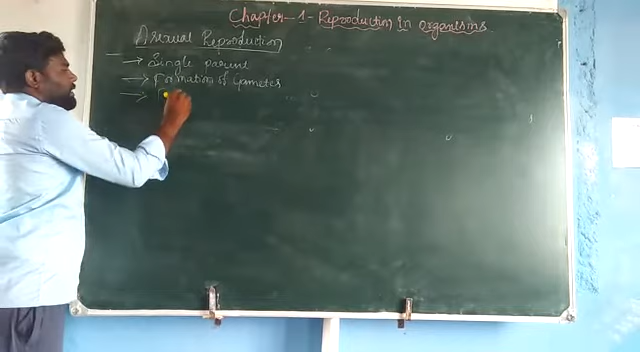 Chapter-1 Reproduction in organisms.
Asexual Reproduction
→ Single parent
→ Formation of Gametes
→